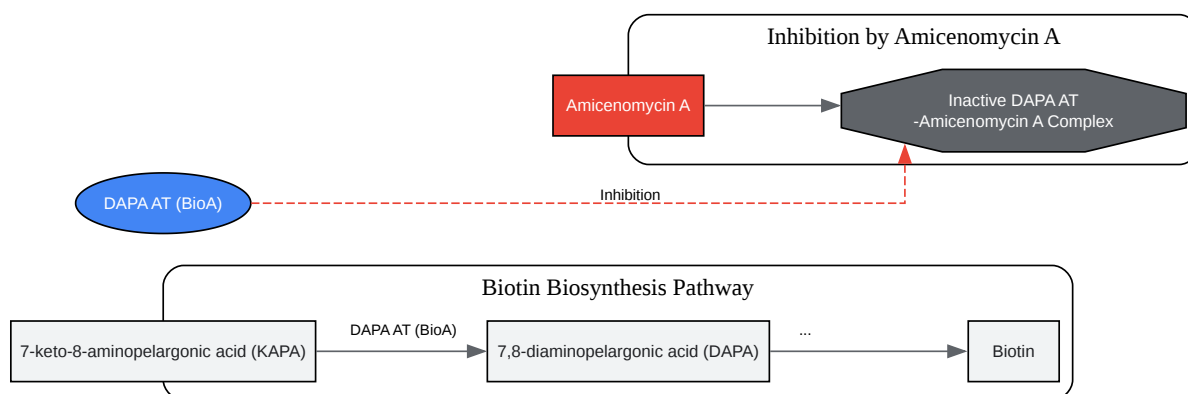 Inhibition by Amicenomycin A
Amicenomycin A
Inactive DAPA AT
-Amicenomycin A Complex
DAPA AT (BioA)
Inhibition
Biotin Biosynthesis Pathway
7-keto-8-aminopelargonic acid (KAPA)
DAPA AT (BioA)
7,8-diaminopelargonic acid (DAPA)
...
Biotin